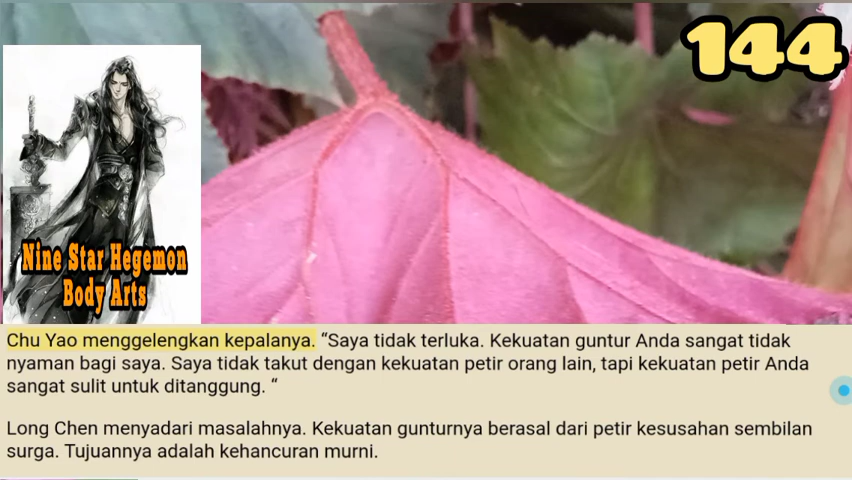 144
Nine Star Hegemon
Body Arts
Chu Yao menggelengkan kepalanya. “Saya tidak terluka. Kekuatan guntur Anda sangat tidak
nyaman bagi saya. Saya tidak takut dengan kekuatan petir orang lain, tapi kekuatan petir Anda
sangat sulit untuk ditanggung. “
Long Chen menyadari masalahnya. Kekuatan gunturnya berasal dari petir kesusahan sembilan
surga. Tujuannya adalah kehancuran murni.